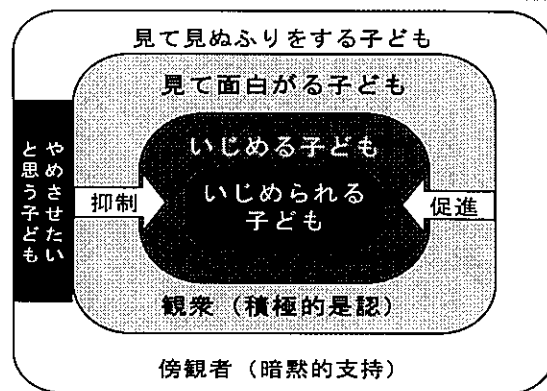 見て見ぬふりをする子ども
見て面白がる子ども
いじめる子ども
いじめられる
子ども
やめさせたい
と思う子ども
抑制
促進
観衆（積極的是認）
傍観者（暗黙的支持）